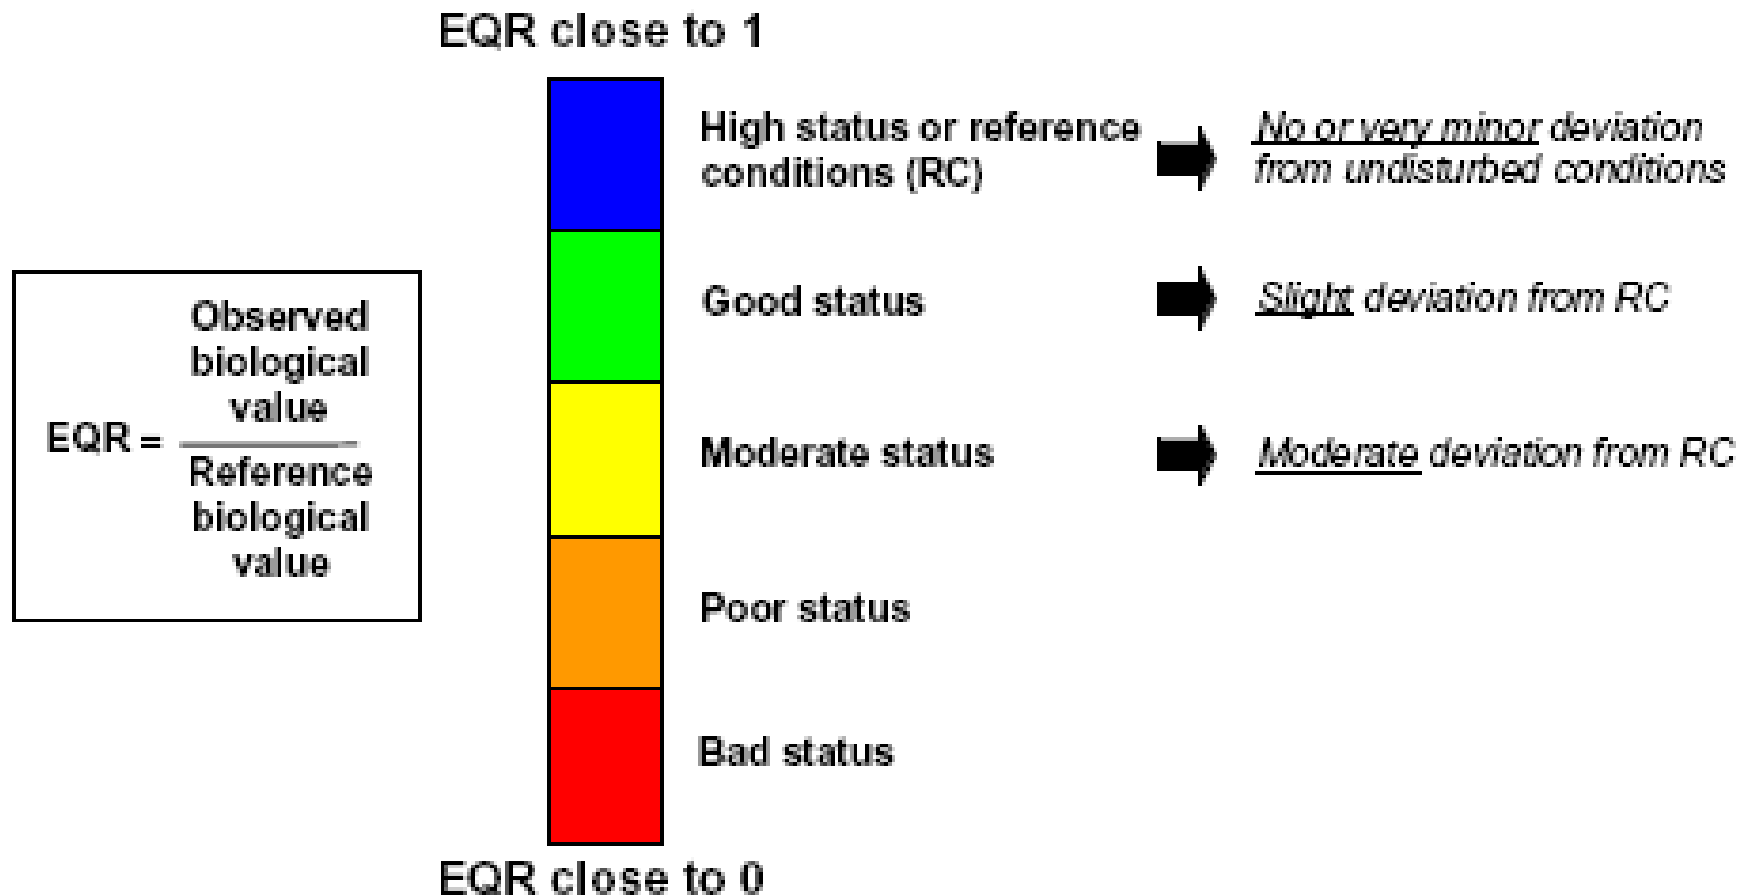 EQR close to 1
High status or reference
conditions (RC)
No or very minor deviation
from undisturbed conditions
Good status
Slight deviation from RC
Observed
biological
value
EQR =
Reference
biological
value
Moderate status
Moderate deviation from RC
Poor status
Bad status
EQR close to 0